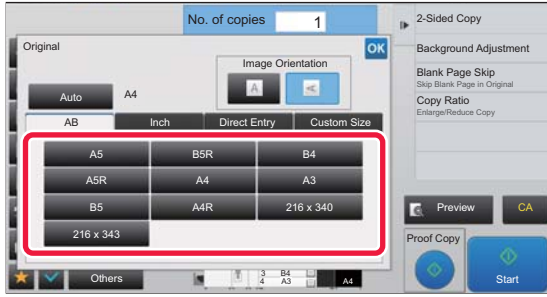 No. of copies 1
Original
OK
Image Orientation
A A
Auto A4
AB Inch Direct Entry Custom Size
A5 B5R B4
A5R A4 A3
B5 A4R 216 x 340
216 x 343
Others
3 B4
4 A3
A4
2-Sided Copy
Background Adjustment
Blank Page Skip
Skip Blank Page in Original
Copy Ratio
Enlarge/Reduce Copy
Preview CA
Proof Copy
Start